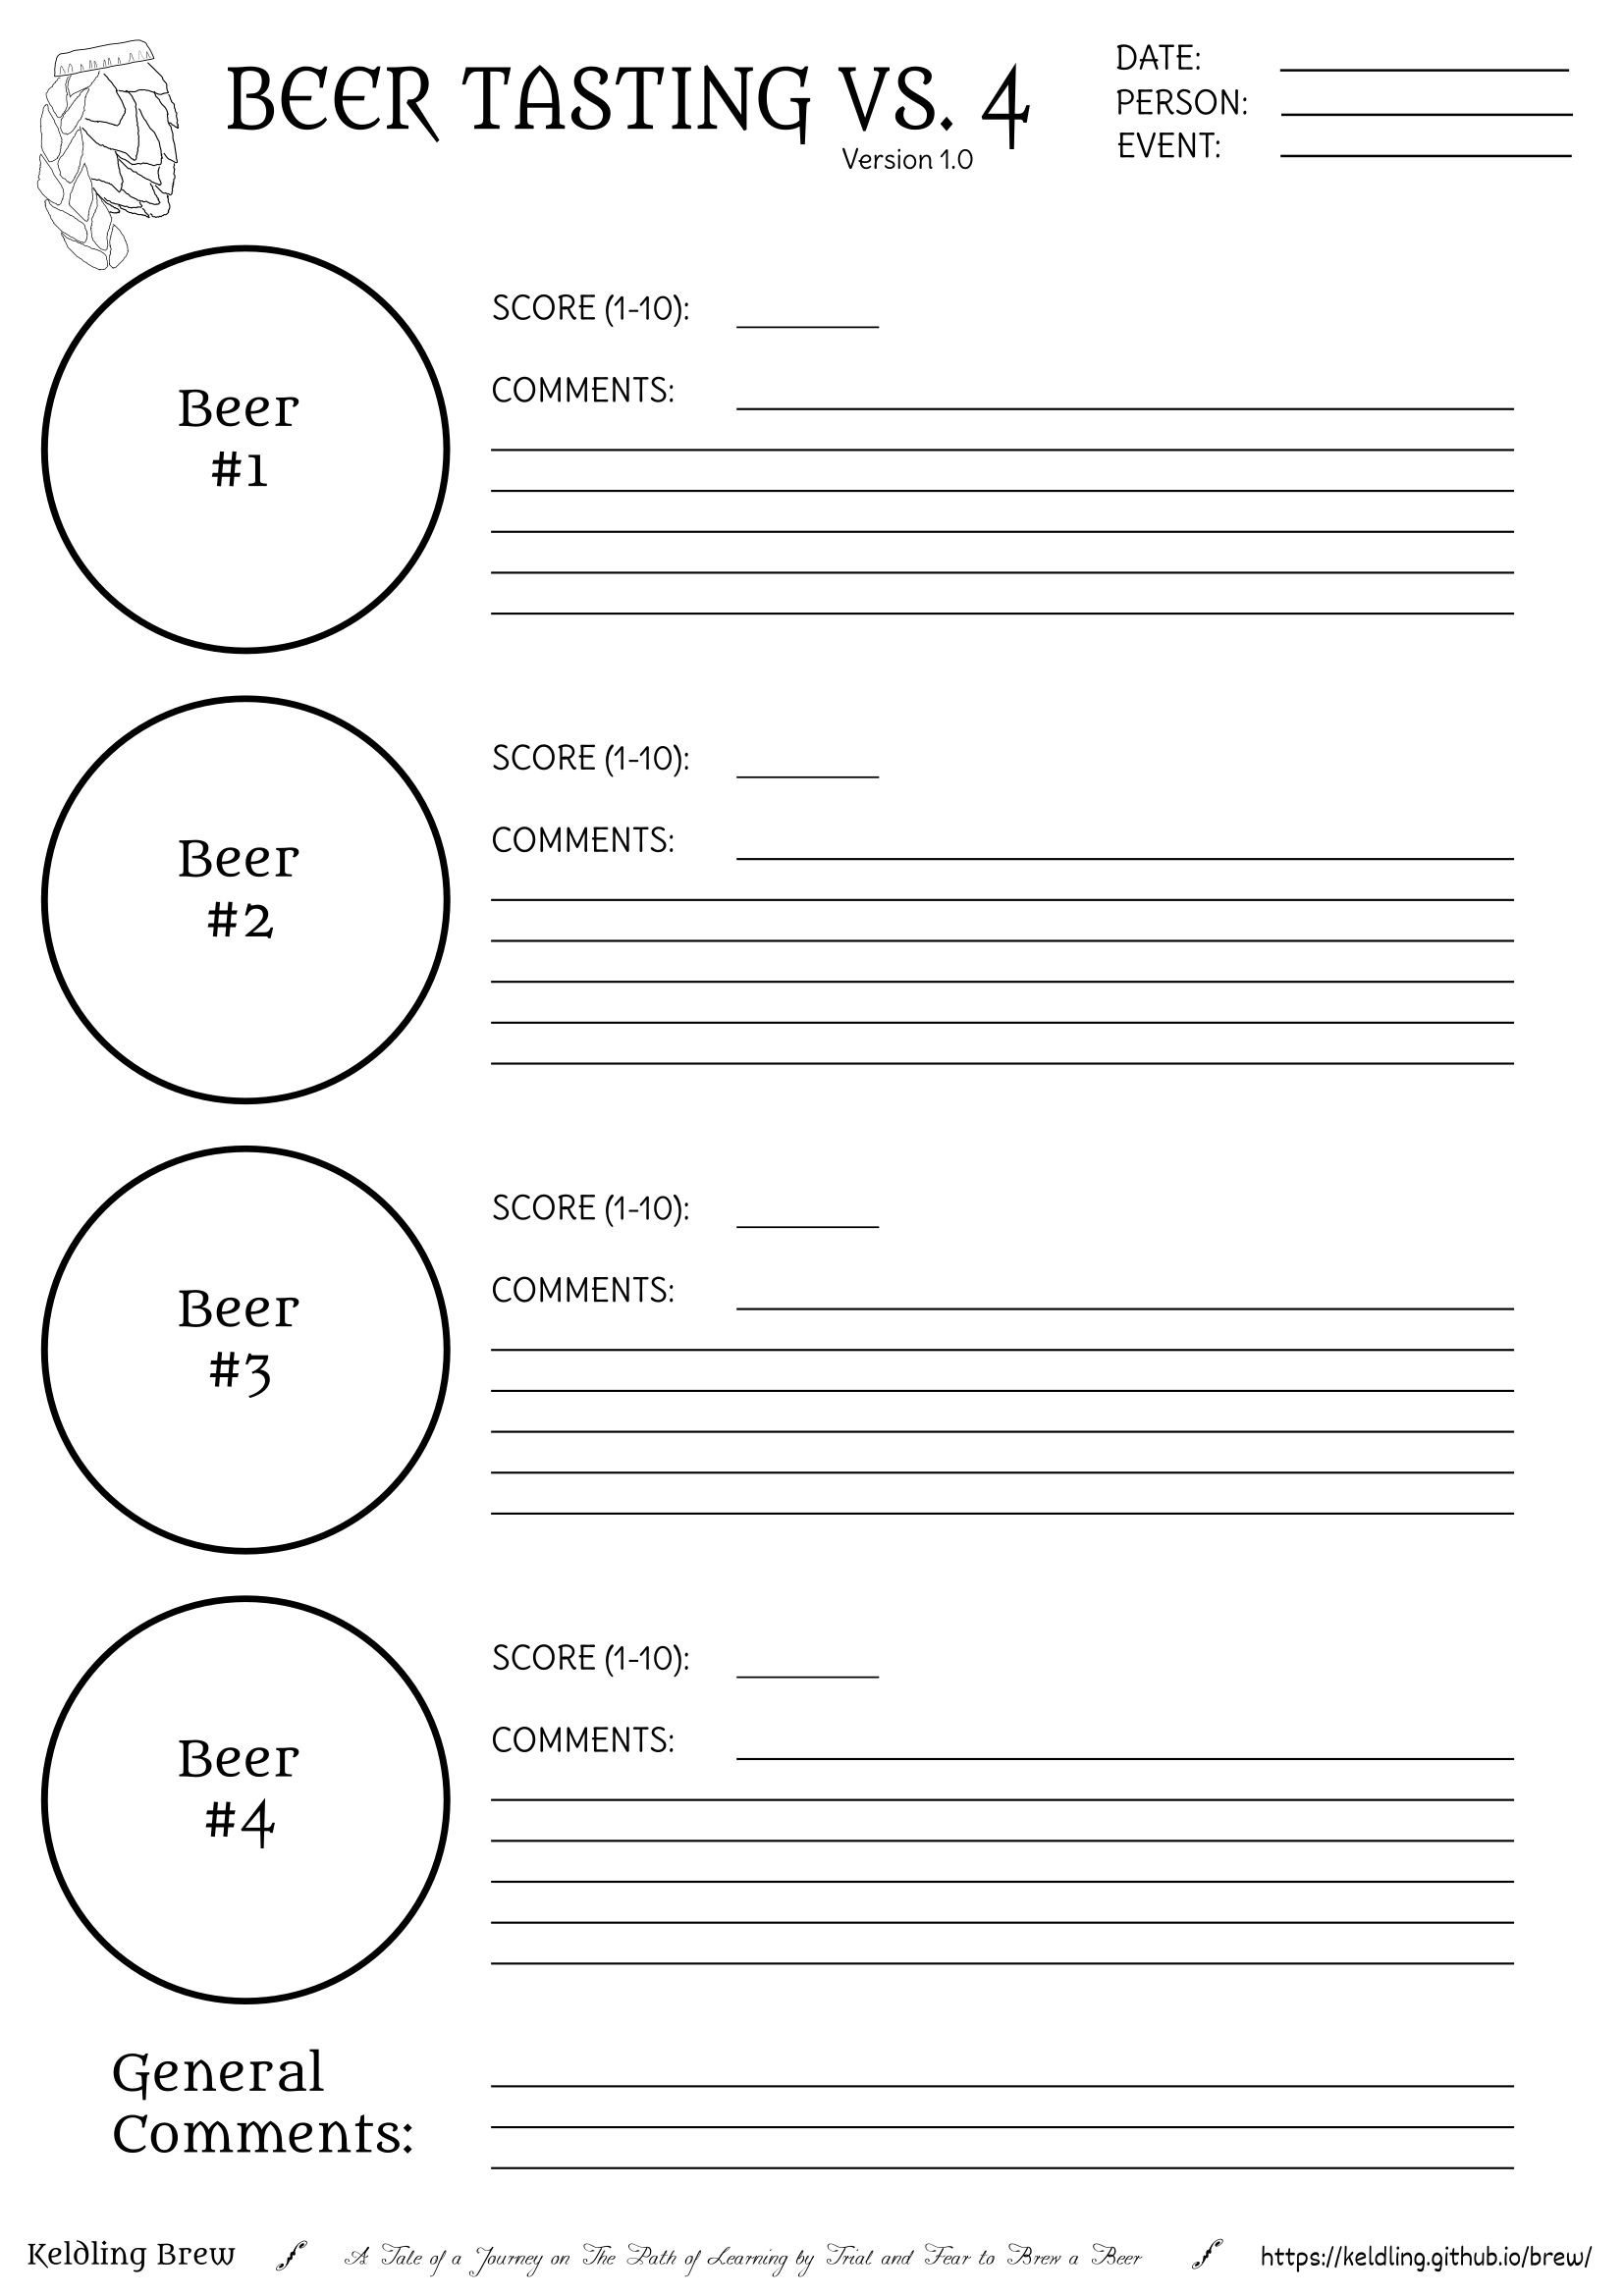 BEER TASTING VS. 4
Version 1.0
DATE:
PERSON:
EVENT:
Beer
#1
SCORE (1-10):
COMMENTS:
Beer
#2
SCORE (1-10):
COMMENTS:
Beer
#3
SCORE (1-10):
COMMENTS:
Beer
#4
SCORE (1-10):
COMMENTS:
General
Comments:
Keldling Brew A Tale of a Journey on The Path of Learning by Trial and Fear to Brew a Beer https://keldling.github.io/brew/